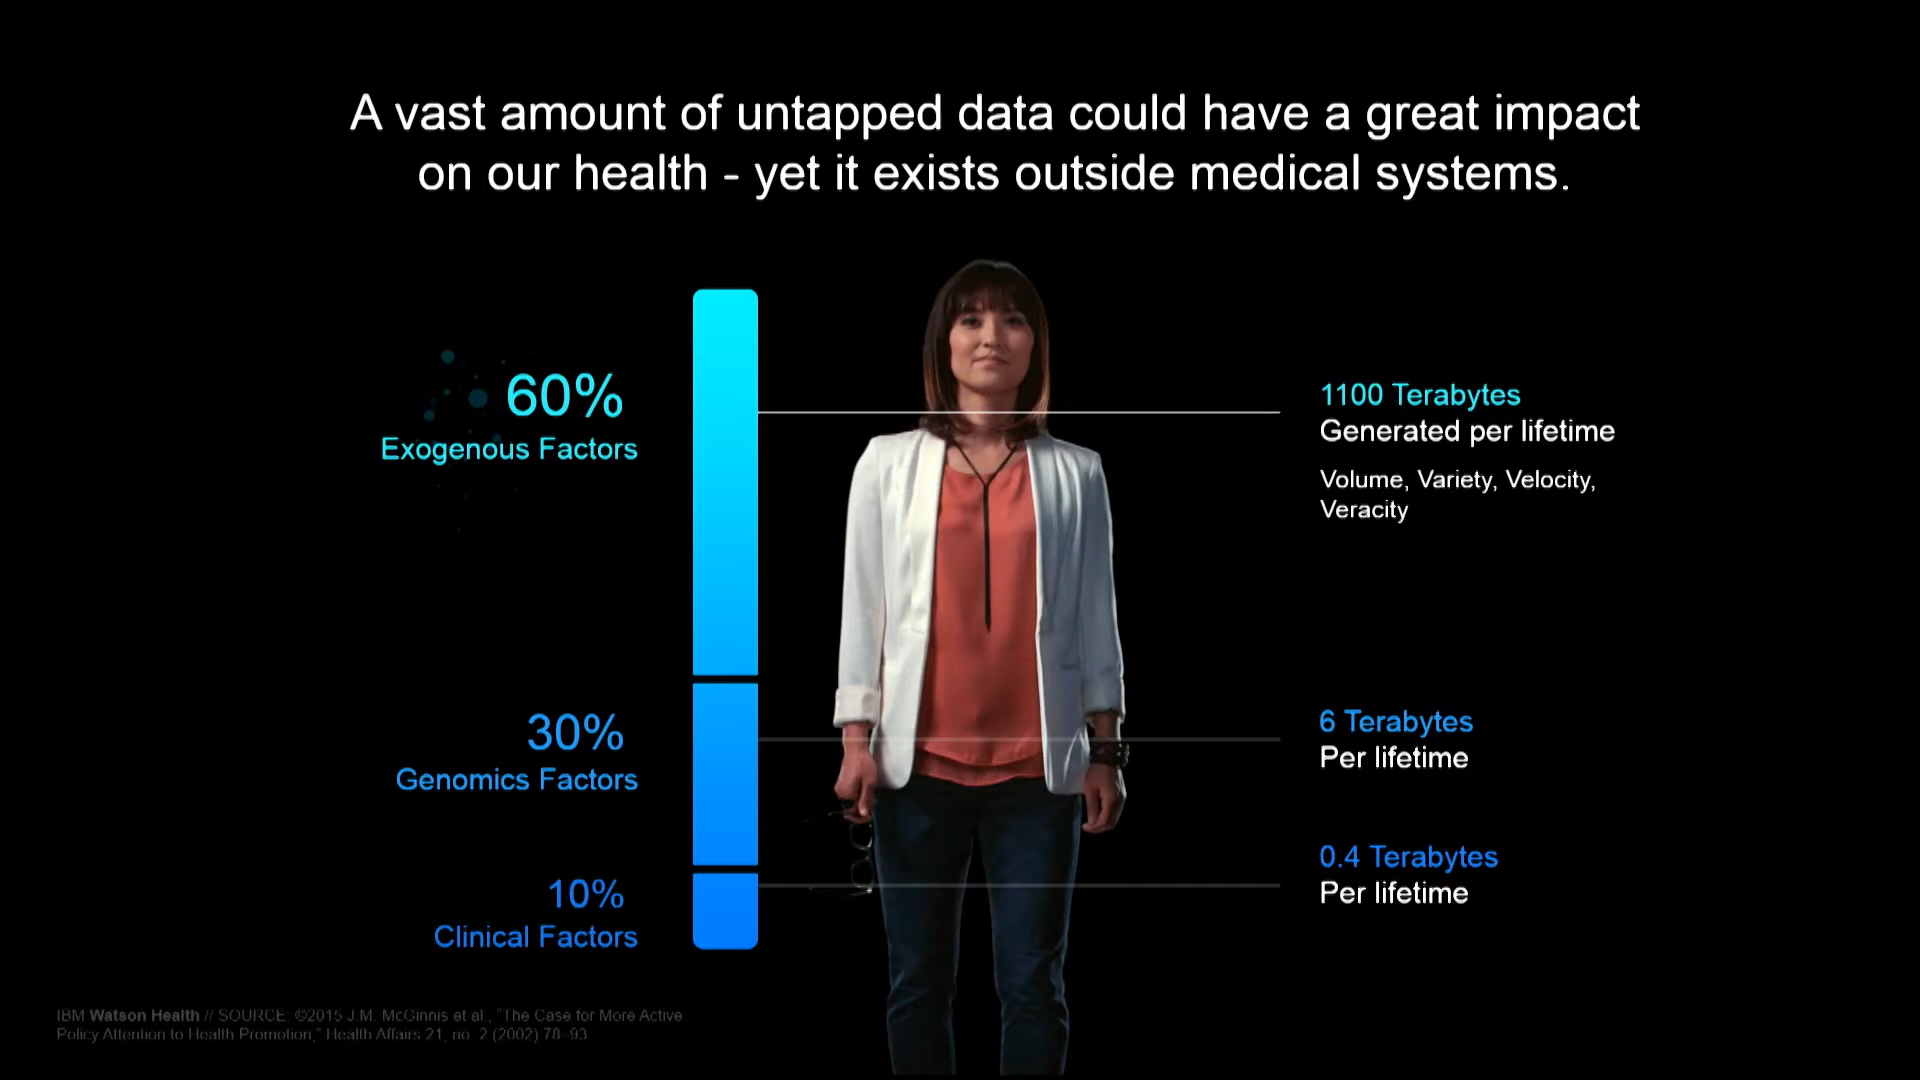 A vast amount of untapped data could have a great impact
on our health - yet it exists outside medical systems.
60%
Exogenous Factors
1100 Terabytes
Generated per lifetime
Volume, Variety, Velocity,
Veracity
30%
Genomics Factors
6 Terabytes
Per lifetime
10%
Clinical Factors
0.4 Terabytes
Per lifetime
IBM Watson Health // SOURCE: ©2015 J.M. McGinnis et al., "The Case for More Active
Policy Attention to Health Promotion," Health Affairs 21, no. 2 (2002) 78–93